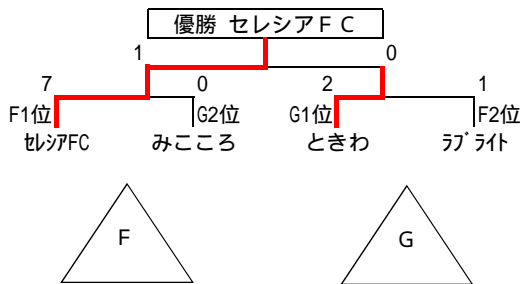 優勝 セレシアＦＣ
1 0
7 0 2 1
F1位 G2位 G1位 F2位
ｾﾚｼｱFC みこころ ときわ ﾗﾌﾞﾗｲﾄ
F G